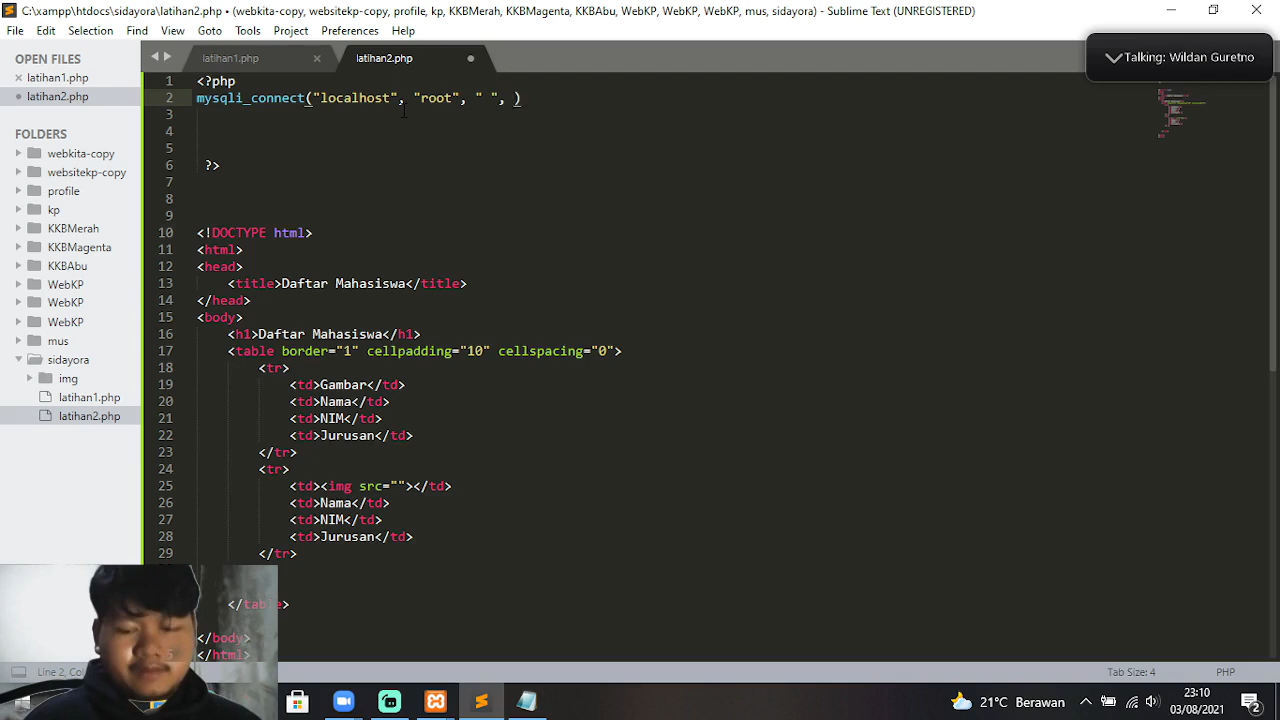 C:\xampp\htdocs\sidayora\latihan2.php • (webkita-copy, websitekp-copy, profile, kp, KKBMerah, KKBMagenta, KKBAbu, WebKP, WebKP, WebKP, mus, sidayora) - Sublime Text (UNREGISTERED)
File Edit Selection Find View Goto Tools Project Preferences Help
Talking: Wildan Guretno
OPEN FILES
latihan1.php
latihan2.php
FOLDERS
webkita-copy
websitekp-copy
profile
kp
KKBMerah
KKBMagenta
KKBAbu
WebKP
WebKP
WebKP
mus
sidayora
img
latihan1.php
latihan2.php
latihan1.php latihan2.php
1 <?php
2 mysqli_connect("localhost", "root", " ", )
3
4
5
6 ?>
7
8
9
10 <!DOCTYPE html>
11 <html>
12 <head>
13 <title>Daftar Mahasiswa</title>
14 </head>
15 <body>
16 <h1>Daftar Mahasiswa</h1>
17 <table border="1" cellpadding="10" cellspacing="0">
18 <tr>
19 <td>Gambar</td>
20 <td>Nama</td>
21 <td>NIM</td>
22 <td>Jurusan</td>
23 </tr>
24 <tr>
25 <td><img src=""></td>
26 <td>Nama</td>
27 <td>NIM</td>
28 <td>Jurusan</td>
29 </tr>
</table>
</body>
</html>
Line 2, Tab Size: 4 PHP
21°C Berawan
23:10
03/08/2021
2